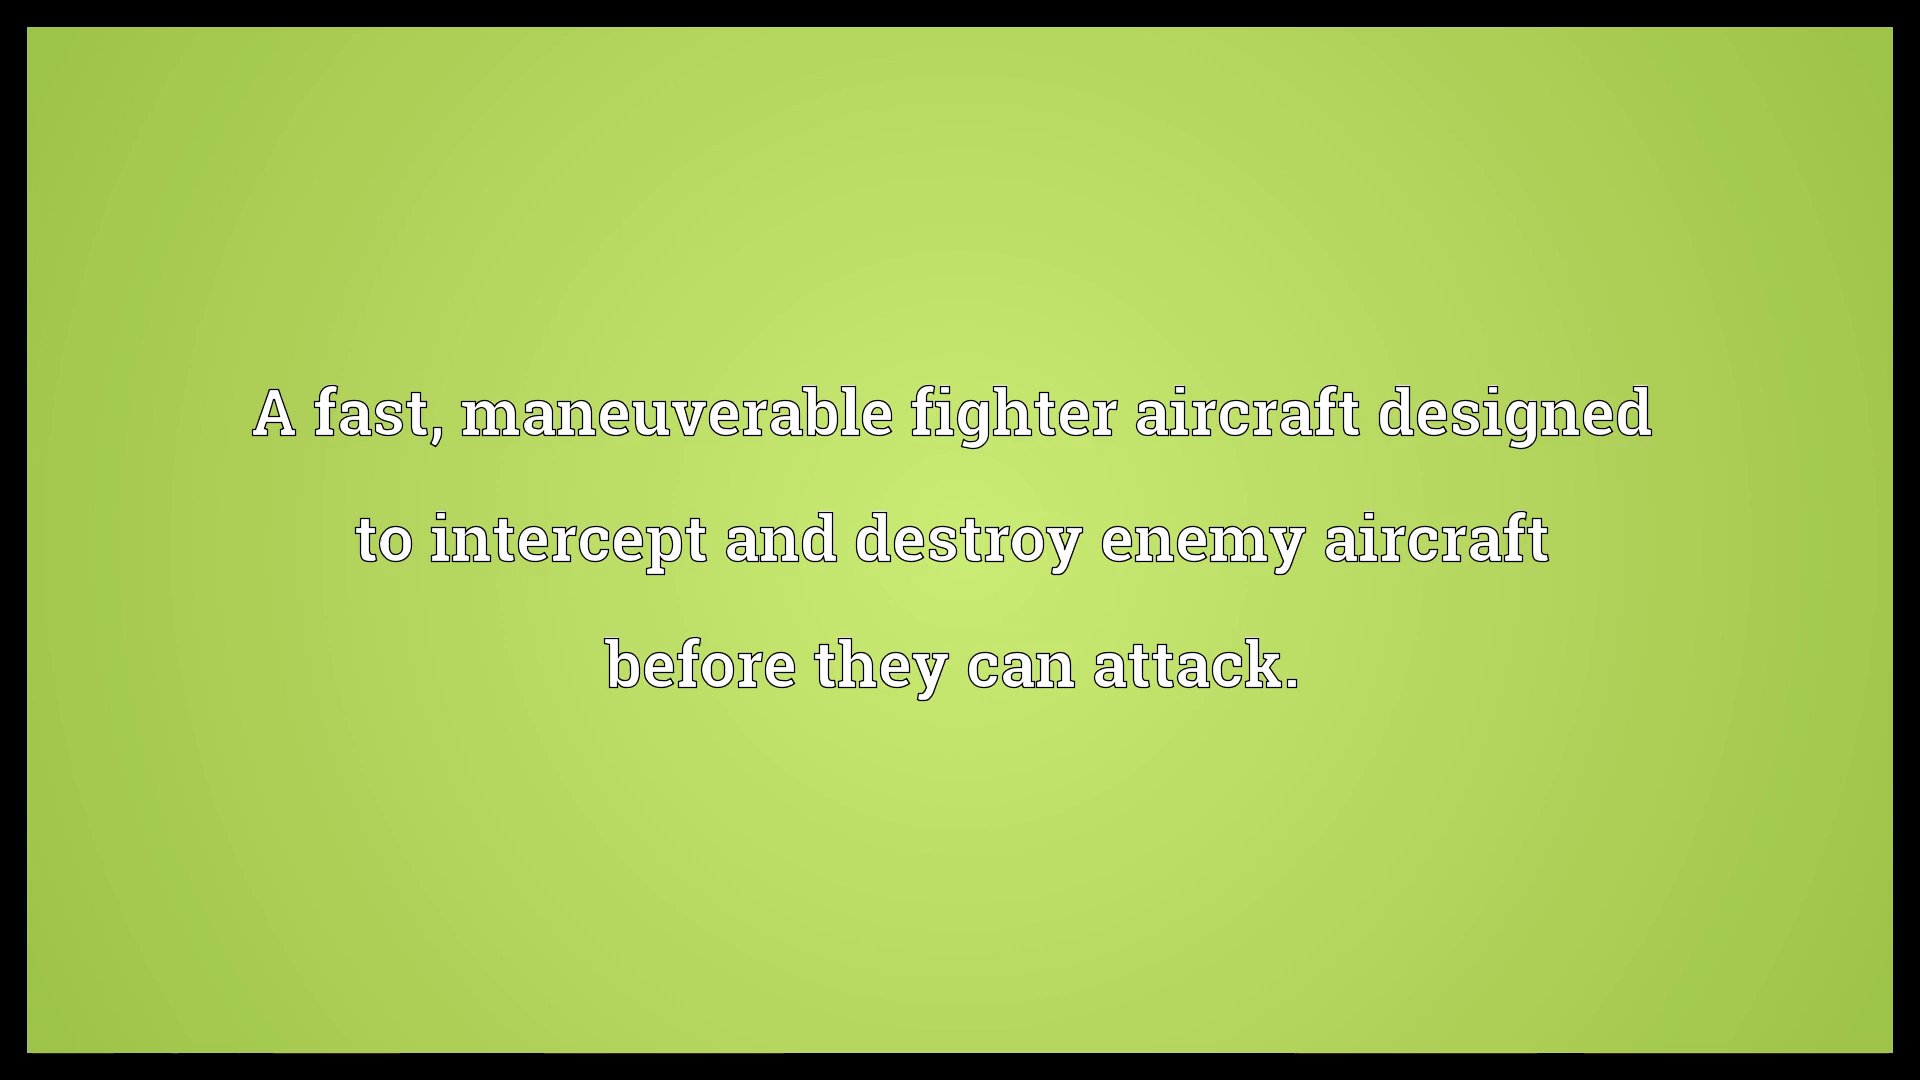 A fast, maneuverable fighter aircraft designed
to intercept and destroy enemy aircraft
before they can attack.